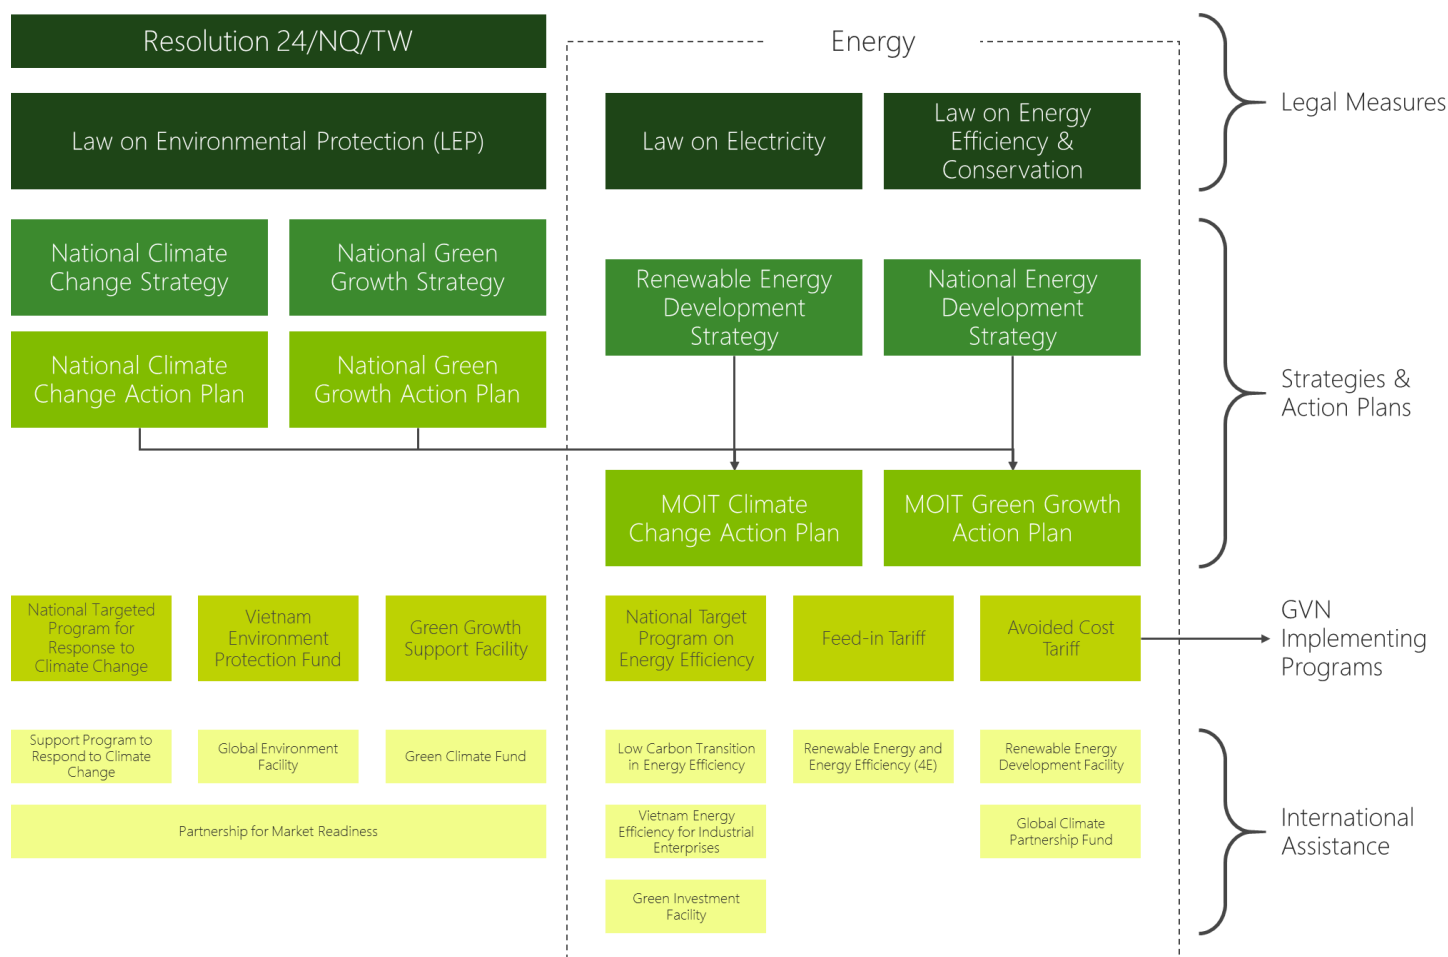 Resolution 24/NQ/TW
Energy
Legal Measures
Law on Environmental Protection (LEP)
Law on Electricity
Law on Energy
Efficiency &
Conservation
National Climate
Change Strategy
National Green
Growth Strategy
Renewable Energy
Development
Strategy
National Energy
Development
Strategy
National Climate
Change Action Plan
National Green
Growth Action Plan
Strategies &
Action Plans
MOIT Climate
Change Action Plan
MOIT Green Growth
Action Plan
National Targeted
Program for
Response to
Climate Change
Vietnam
Environment
Protection Fund
Green Growth
Support Facility
National Target
Program on
Energy Efficiency
Feed-in Tariff
Avoided Cost
Tariff
GVN
Implementing
Programs
Support Program to
Respond to Climate
Change
Global Environment
Facility
Green Climate Fund
Low Carbon Transition
in Energy Efficiency
Renewable Energy and
Energy Efficiency (4E)
Renewable Energy
Development Facility
Partnership for Market Readiness
Vietnam Energy
Efficiency for Industrial
Enterprises
Global Climate
Partnership Fund
International
Assistance
Green Investment
Facility